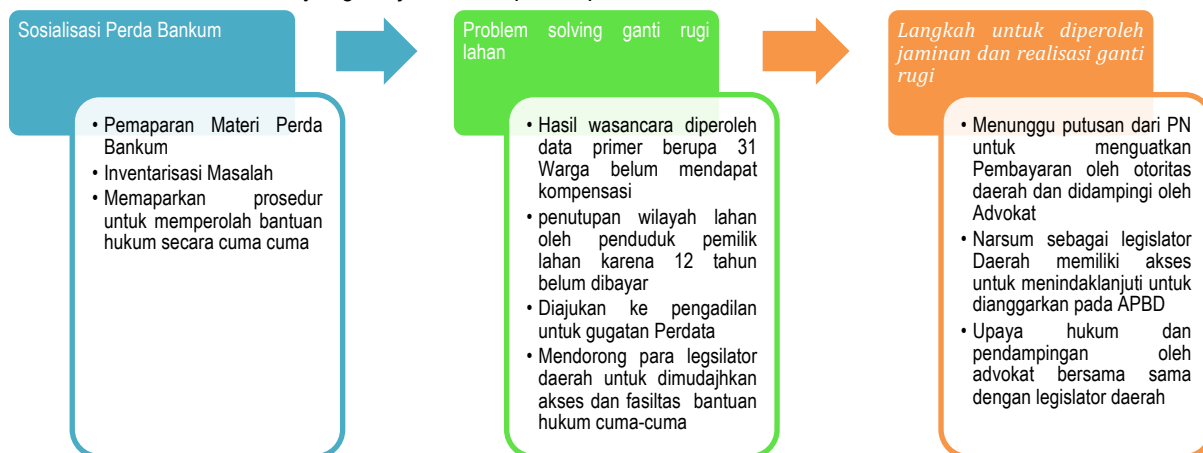 Sosialisasi Perda Bankum
• Pemaparan Materi Perda
Bankum
• Inventarisasi Masalah
• Memaparkan prosedur
untuk memperolah bantuan
hukum secara cuma cuma
Problem solving ganti rugi
lahan
• Hasil wasancara diperoleh
data primer berupa 31
Warga belum mendapat
kompensasi
• penutupan wilayah lahan
oleh penduduk pemilik
lahan karena 12 tahun
belum dibayar
• Diajukan ke pengadilan
untuk gugatan Perdata
• Mendorong para legsilator
daerah untuk dimudajhkan
akses dan fasiltas bantuan
hukum cuma-cuma
Langkah untuk diperoleh
jaminan dan realisasi ganti
rugi
• Menunggu putusan dari PN
untuk menguatkan
Pembayaran oleh otoritas
daerah dan didampingi oleh
Advokat
• Narsum sebagai legislator
Daerah memiliki akses
untuk menindaklanjuti untuk
dianggarkan pada APBD
• Upaya hukum dan
pendampingan oleh
advokat bersama sama
dengan legislator daerah